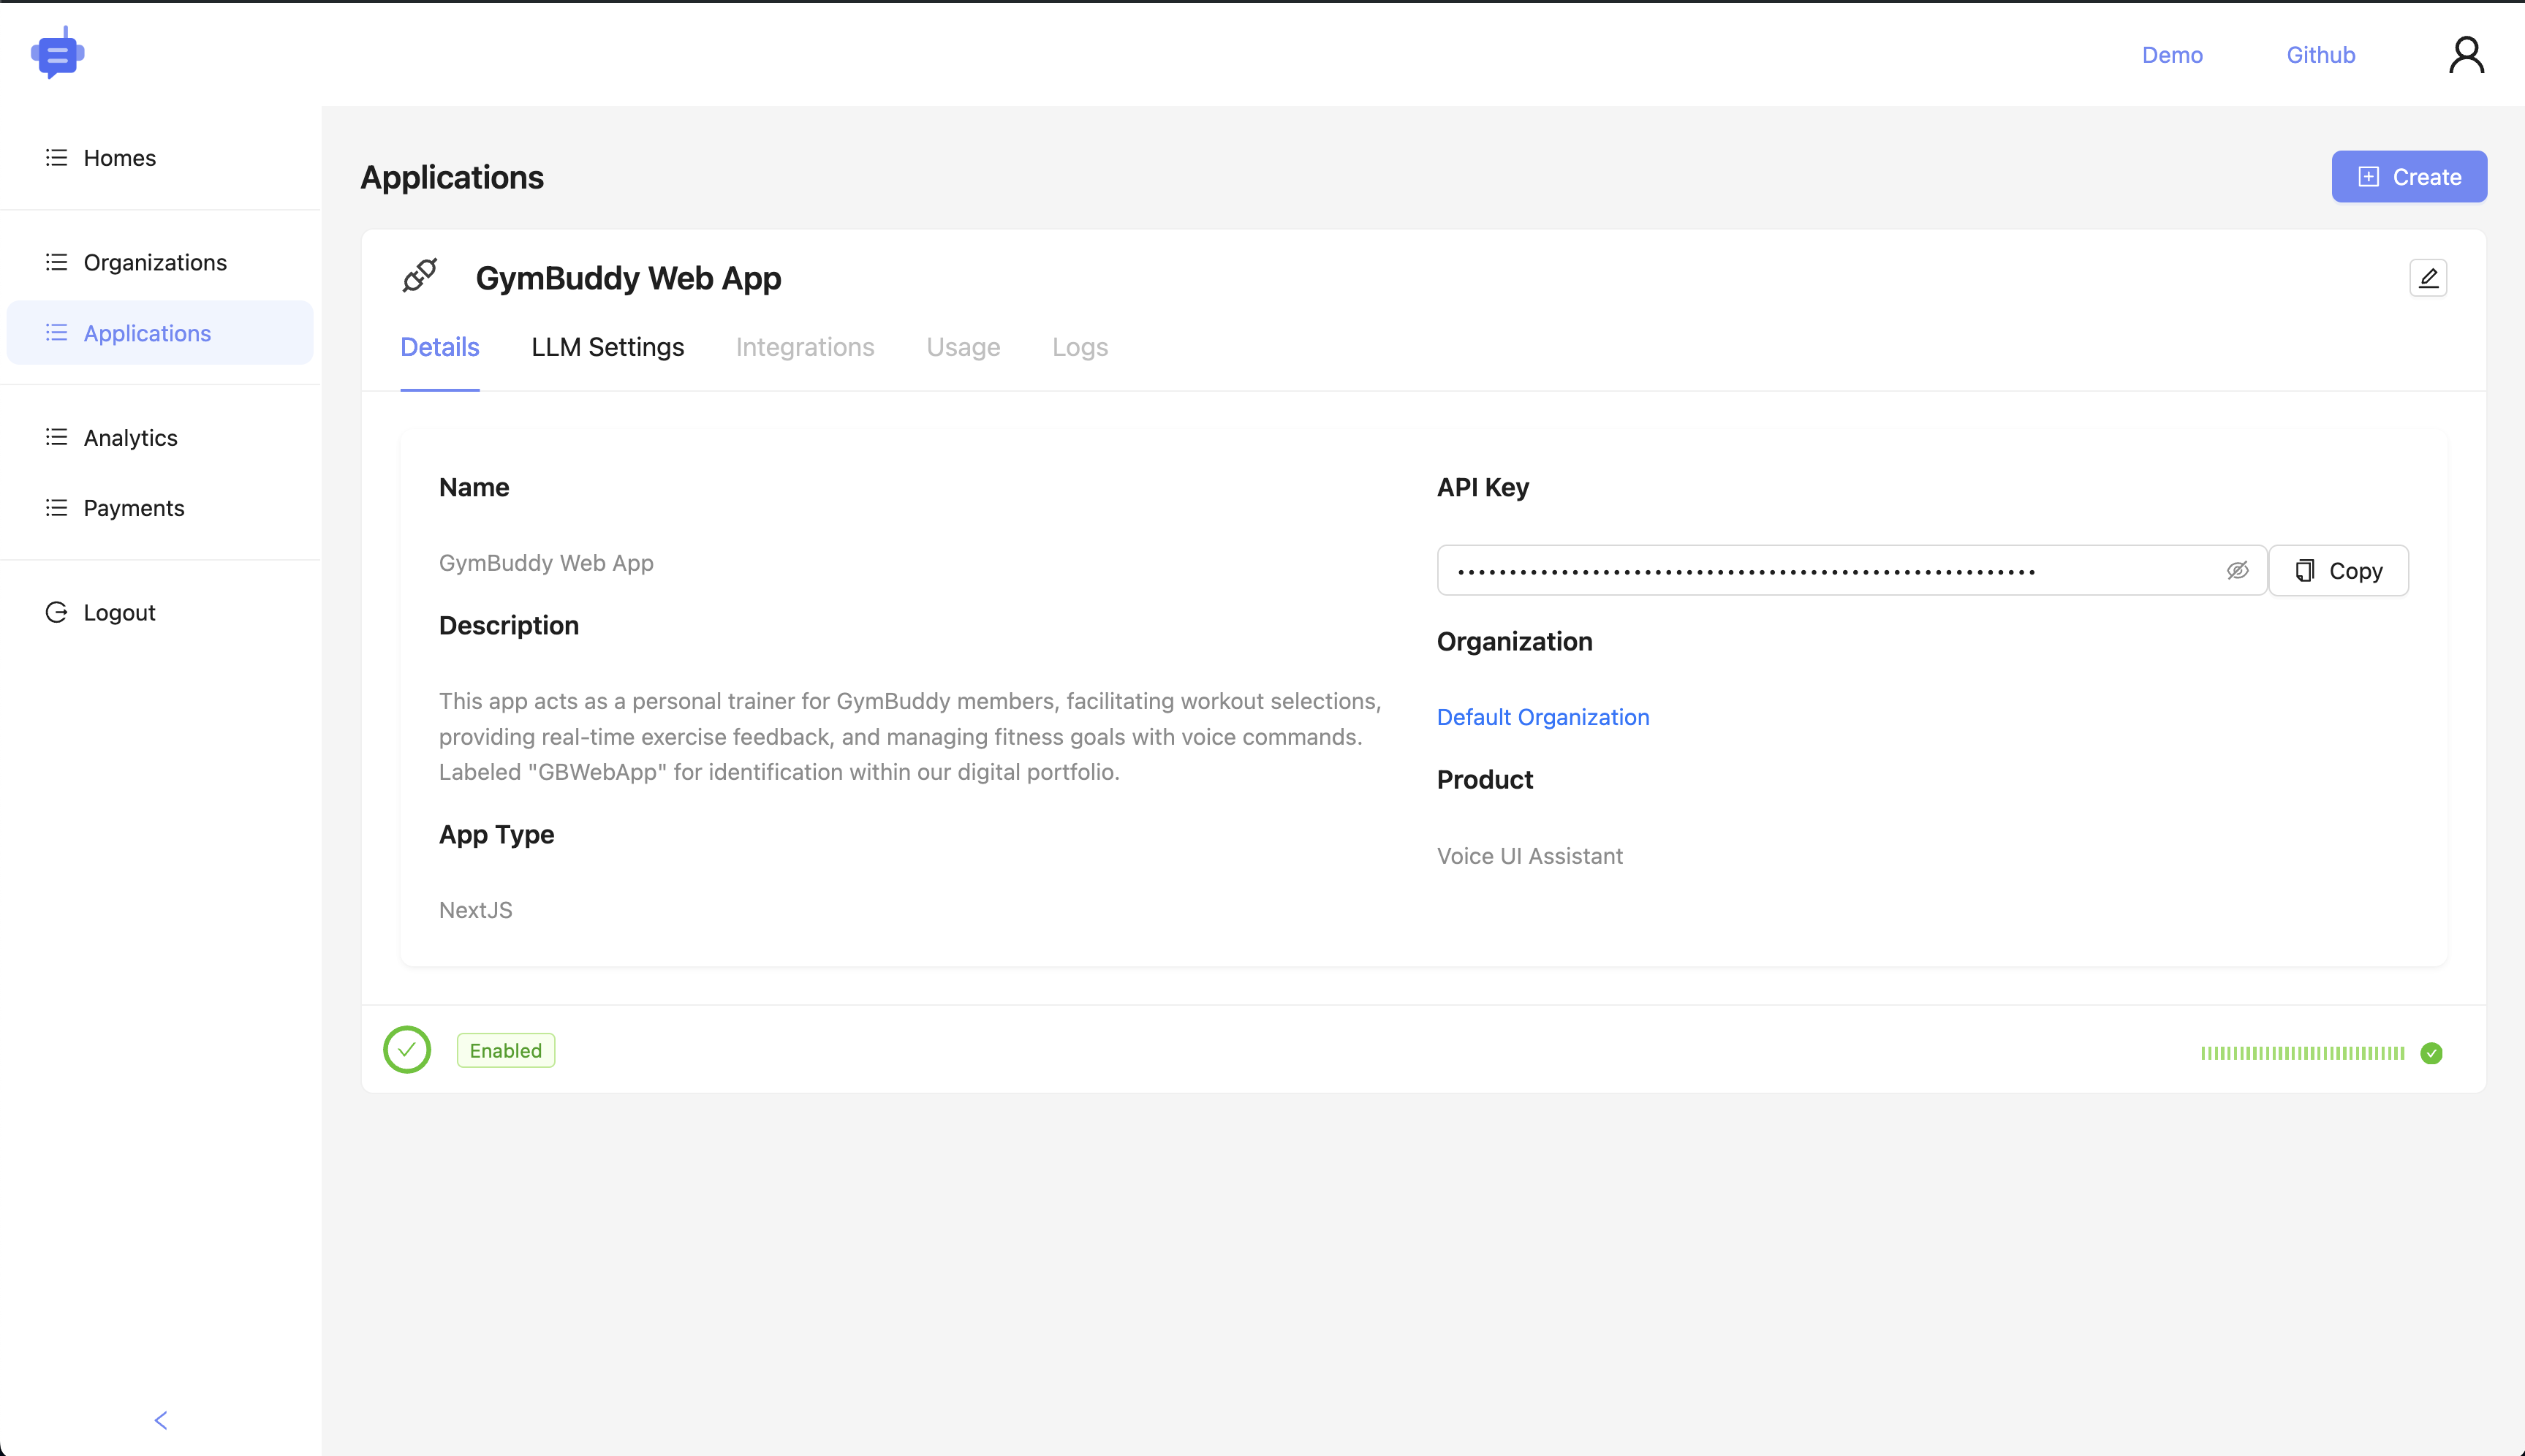 Demo
Github
Homes
Organizations
Applications
Analytics
Payments
Logout
Applications
Create
GymBuddy Web App
Details
LLM Settings
Integrations
Usage
Logs
Name
GymBuddy Web App
Description
This app acts as a personal trainer for GymBuddy members, facilitating workout selections,
providing real-time exercise feedback, and managing fitness goals with voice commands.
Labeled "GBWebApp" for identification within our digital portfolio.
App Type
NextJS
API Key
Copy
Organization
Default Organization
Product
Voice UI Assistant
Enabled